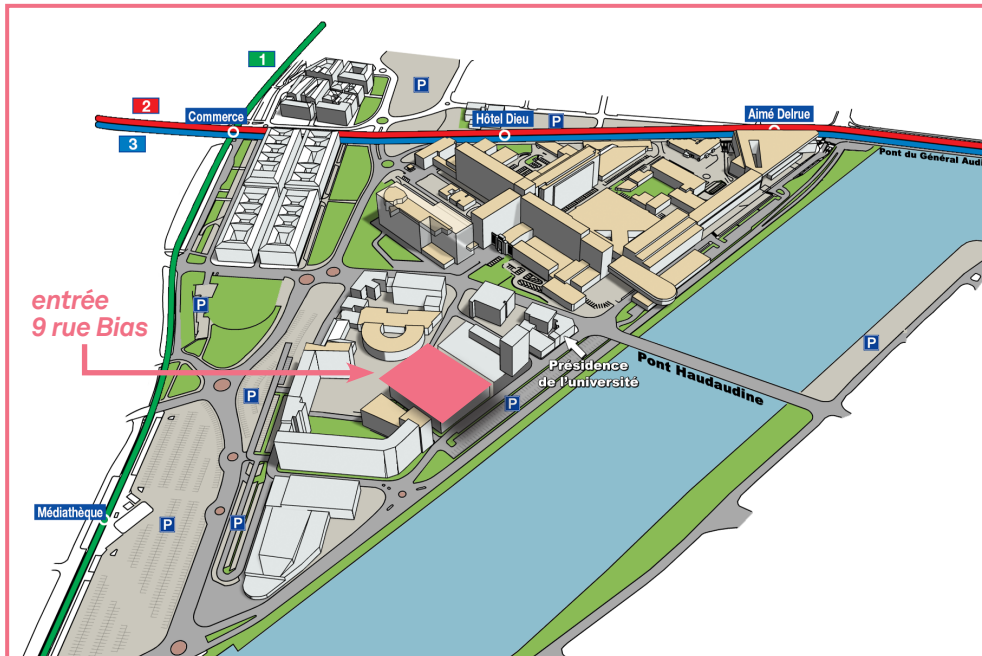 1
P
2
Commerce
Hôtel Dieu
P
Aimé Delrue
3
Pont du Général Audi
entrée
9 rue Bias
P
Présidence
de l'université
Pont Haudaudine
P
P
P
Médiathèque
P
P